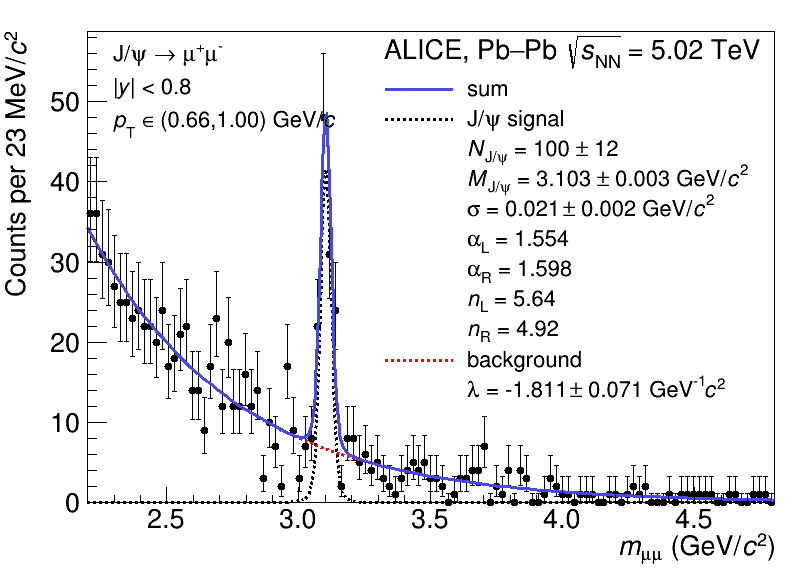 J/ψ → μ⁺μ⁻
|y| < 0.8
p_T ∈ (0.66,1.00) GeV/c
ALICE, Pb–Pb √s_NN = 5.02 TeV
sum
J/ψ signal
N_J/ψ = 100 ± 12
M_J/ψ = 3.103 ± 0.003 GeV/c²
σ = 0.021 ± 0.002 GeV/c²
α_L = 1.554
α_R = 1.598
n_L = 5.64
n_R = 4.92
background
λ = -1.811 ± 0.071 GeV⁻¹c²
Counts per 23 MeV/c²
50
40
30
20
10
0
2.5 3.0 3.5 4.0 4.5
m_μμ (GeV/c²)